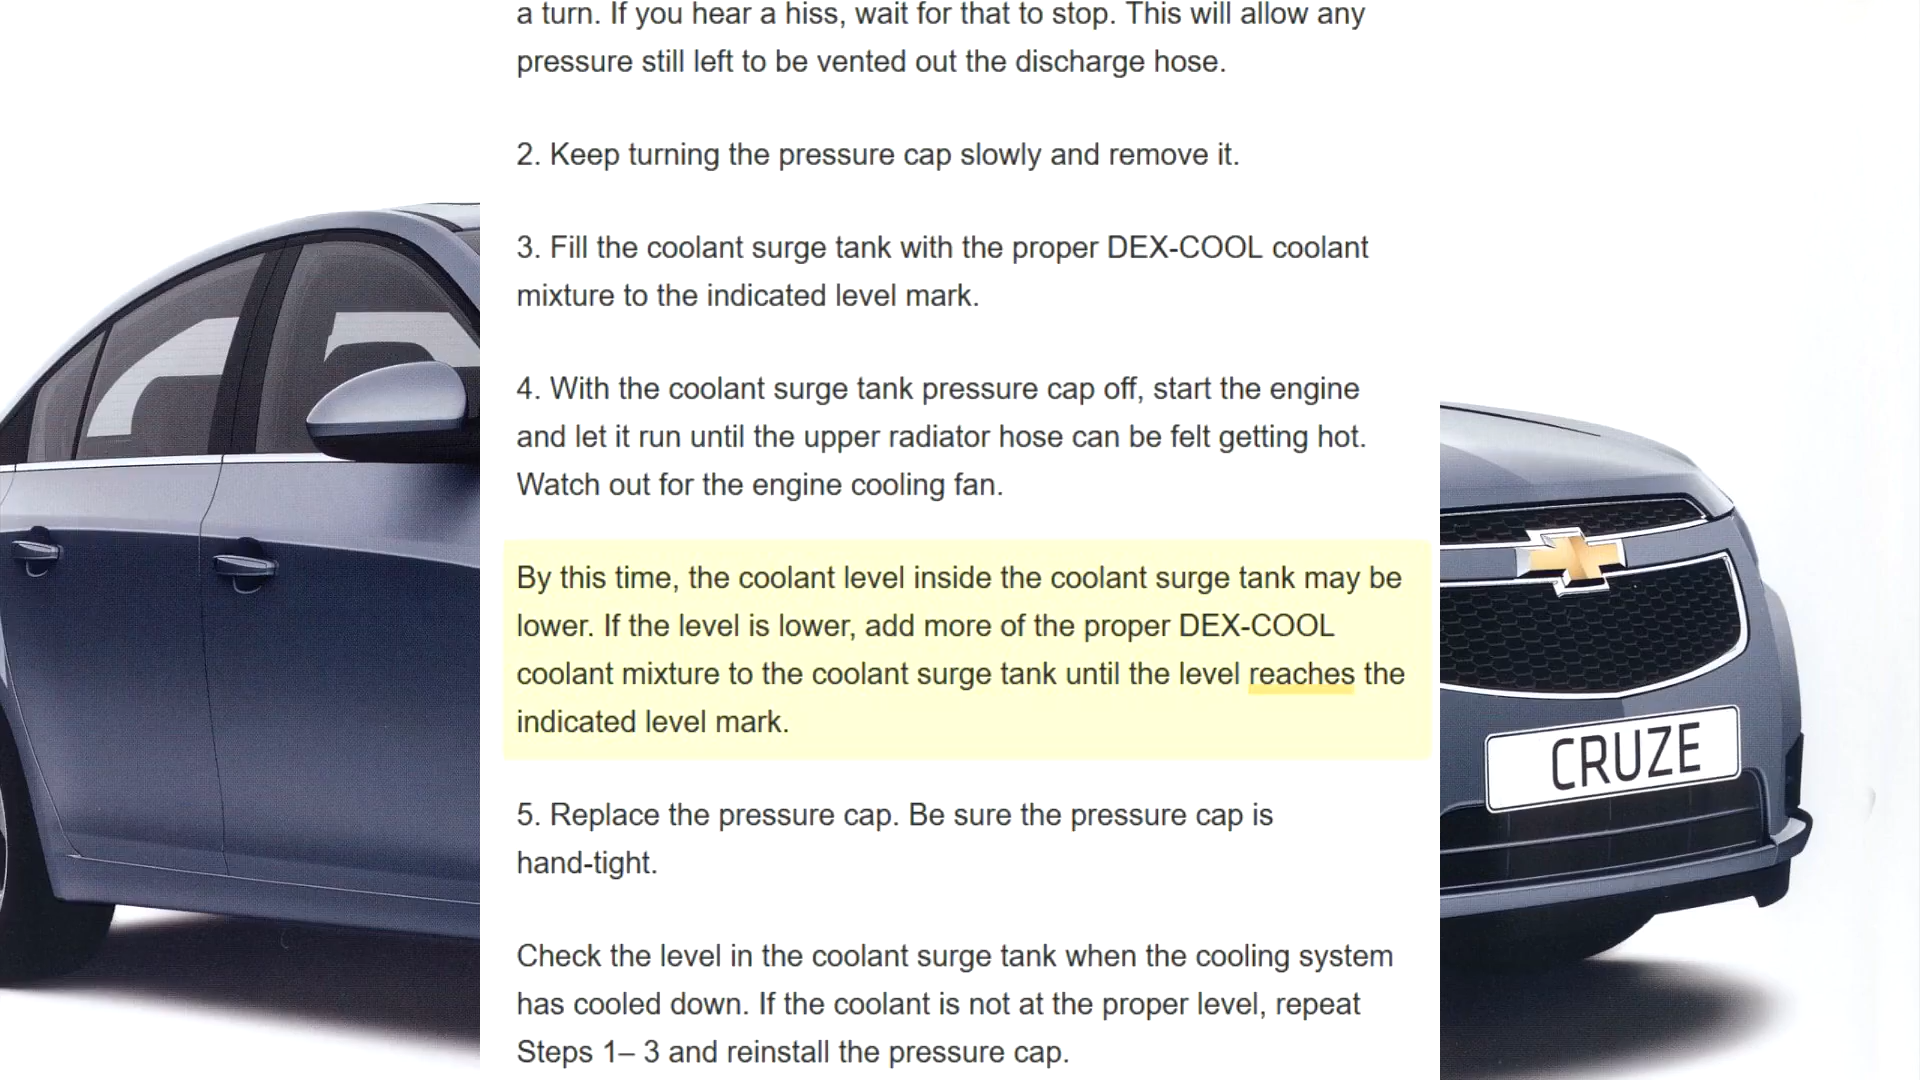 a turn. If you hear a hiss, wait for that to stop. This will allow any
pressure still left to be vented out the discharge hose.
2. Keep turning the pressure cap slowly and remove it.
3. Fill the coolant surge tank with the proper DEX-COOL coolant
mixture to the indicated level mark.
4. With the coolant surge tank pressure cap off, start the engine
and let it run until the upper radiator hose can be felt getting hot.
Watch out for the engine cooling fan.
By this time, the coolant level inside the coolant surge tank may be
lower. If the level is lower, add more of the proper DEX-COOL
coolant mixture to the coolant surge tank until the level reaches the
indicated level mark.
5. Replace the pressure cap. Be sure the pressure cap is
hand-tight.
Check the level in the coolant surge tank when the cooling system
has cooled down. If the coolant is not at the proper level, repeat
Steps 1– 3 and reinstall the pressure cap.
CRUZE